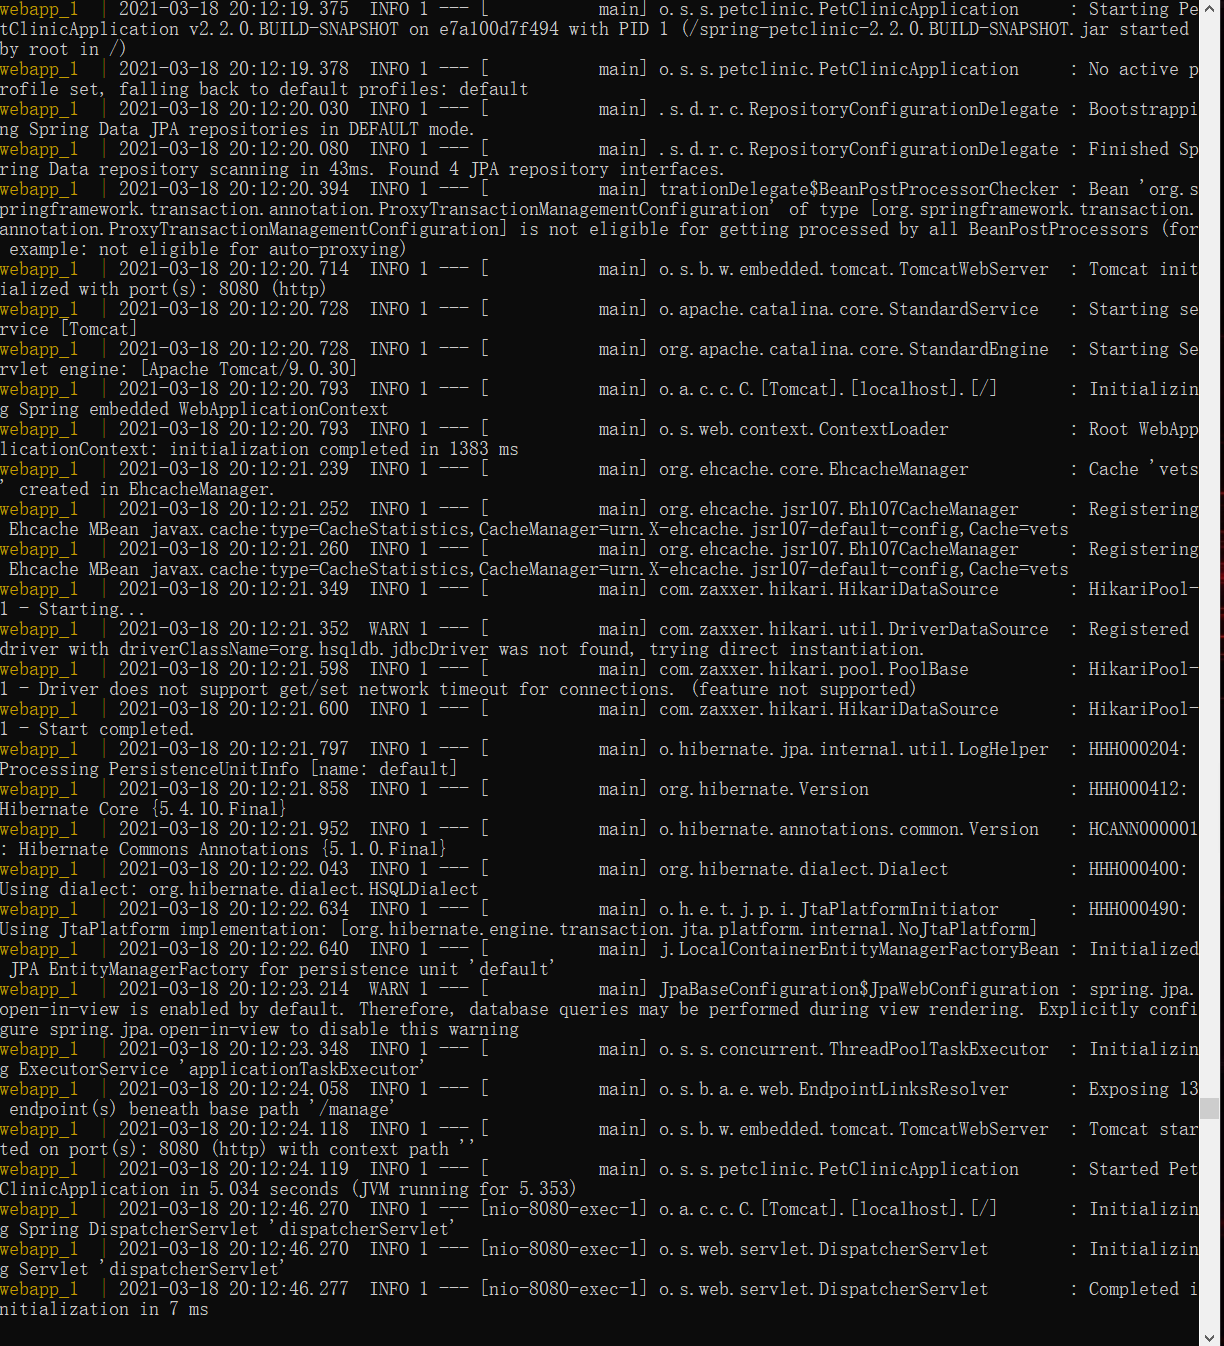 webapp_1  | 2021-03-18 20:12:19.375  INFO 1 --- [           main] o.s.s.petclinic.PetClinicApplication     : Starting Pe
tClinicApplication v2.2.0.BUILD-SNAPSHOT on e7a100d7f494 with PID 1 (/spring-petclinic-2.2.0.BUILD-SNAPSHOT.jar started
by root in /)
webapp_1  | 2021-03-18 20:12:19.378  INFO 1 --- [           main] o.s.s.petclinic.PetClinicApplication     : No active p
rofile set, falling back to default profiles: default
webapp_1  | 2021-03-18 20:12:20.030  INFO 1 --- [           main] .s.d.r.c.RepositoryConfigurationDelegate : Bootstrappi
ng Spring Data JPA repositories in DEFAULT mode.
webapp_1  | 2021-03-18 20:12:20.080  INFO 1 --- [           main] .s.d.r.c.RepositoryConfigurationDelegate : Finished Sp
ring Data repository scanning in 43ms. Found 4 JPA repository interfaces.
webapp_1  | 2021-03-18 20:12:20.394  INFO 1 --- [           main] trationDelegate$BeanPostProcessorChecker : Bean 'org.s
pringframework.transaction.annotation.ProxyTransactionManagementConfiguration' of type [org.springframework.transaction.
annotation.ProxyTransactionManagementConfiguration] is not eligible for getting processed by all BeanPostProcessors (for
 example: not eligible for auto-proxying)
webapp_1  | 2021-03-18 20:12:20.714  INFO 1 --- [           main] o.s.b.w.embedded.tomcat.TomcatWebServer  : Tomcat init
ialized with port(s): 8080 (http)
webapp_1  | 2021-03-18 20:12:20.728  INFO 1 --- [           main] o.apache.catalina.core.StandardService   : Starting se
rvice [Tomcat]
webapp_1  | 2021-03-18 20:12:20.728  INFO 1 --- [           main] org.apache.catalina.core.StandardEngine  : Starting Se
rvlet engine: [Apache Tomcat/9.0.30]
webapp_1  | 2021-03-18 20:12:20.793  INFO 1 --- [           main] o.a.c.c.C.[Tomcat].[localhost].[/]       : Initializin
g Spring embedded WebApplicationContext
webapp_1  | 2021-03-18 20:12:20.793  INFO 1 --- [           main] o.s.web.context.ContextLoader            : Root WebApp
licationContext: initialization completed in 1383 ms
webapp_1  | 2021-03-18 20:12:21.239  INFO 1 --- [           main] org.ehcache.core.EhcacheManager          : Cache 'vets
' created in EhcacheManager.
webapp_1  | 2021-03-18 20:12:21.252  INFO 1 --- [           main] org.ehcache.jsr107.Eh107CacheManager     : Registering
 Ehcache MBean javax.cache:type=CacheStatistics,CacheManager=urn.X-ehcache.jsr107-default-config,Cache=vets
webapp_1  | 2021-03-18 20:12:21.260  INFO 1 --- [           main] org.ehcache.jsr107.Eh107CacheManager     : Registering
 Ehcache MBean javax.cache:type=CacheStatistics,CacheManager=urn.X-ehcache.jsr107-default-config,Cache=vets
webapp_1  | 2021-03-18 20:12:21.349  INFO 1 --- [           main] com.zaxxer.hikari.HikariDataSource       : HikariPool-
1 - Starting...
webapp_1  | 2021-03-18 20:12:21.352  WARN 1 --- [           main] com.zaxxer.hikari.util.DriverDataSource  : Registered
driver with driverClassName=org.hsqldb.jdbcDriver was not found, trying direct instantiation.
webapp_1  | 2021-03-18 20:12:21.598  INFO 1 --- [           main] com.zaxxer.hikari.pool.PoolBase          : HikariPool-
1 - Driver does not support get/set network timeout for connections. (feature not supported)
webapp_1  | 2021-03-18 20:12:21.600  INFO 1 --- [           main] com.zaxxer.hikari.HikariDataSource       : HikariPool-
1 - Start completed.
webapp_1  | 2021-03-18 20:12:21.797  INFO 1 --- [           main] o.hibernate.jpa.internal.util.LogHelper  : HHH000204:
Processing PersistenceUnitInfo [name: default]
webapp_1  | 2021-03-18 20:12:21.858  INFO 1 --- [           main] org.hibernate.Version                    : HHH000412:
Hibernate Core {5.4.10.Final}
webapp_1  | 2021-03-18 20:12:21.952  INFO 1 --- [           main] o.hibernate.annotations.common.Version   : HCANN000001
: Hibernate Commons Annotations {5.1.0.Final}
webapp_1  | 2021-03-18 20:12:22.043  INFO 1 --- [           main] org.hibernate.dialect.Dialect            : HHH000400:
Using dialect: org.hibernate.dialect.HSQLDialect
webapp_1  | 2021-03-18 20:12:22.634  INFO 1 --- [           main] o.h.e.t.j.p.i.JtaPlatformInitiator       : HHH000490:
Using JtaPlatform implementation: [org.hibernate.engine.transaction.jta.platform.internal.NoJtaPlatform]
webapp_1  | 2021-03-18 20:12:22.640  INFO 1 --- [           main] j.LocalContainerEntityManagerFactoryBean : Initialized
 JPA EntityManagerFactory for persistence unit 'default'
webapp_1  | 2021-03-18 20:12:23.214  WARN 1 --- [           main] JpaBaseConfiguration$JpaWebConfiguration : spring.jpa.
open-in-view is enabled by default. Therefore, database queries may be performed during view rendering. Explicitly confi
gure spring.jpa.open-in-view to disable this warning
webapp_1  | 2021-03-18 20:12:23.348  INFO 1 --- [           main] o.s.s.concurrent.ThreadPoolTaskExecutor  : Initializin
g ExecutorService 'applicationTaskExecutor'
webapp_1  | 2021-03-18 20:12:24.058  INFO 1 --- [           main] o.s.b.a.e.web.EndpointLinksResolver      : Exposing 13
 endpoint(s) beneath base path '/manage'
webapp_1  | 2021-03-18 20:12:24.118  INFO 1 --- [           main] o.s.b.w.embedded.tomcat.TomcatWebServer  : Tomcat star
ted on port(s): 8080 (http) with context path ''
webapp_1  | 2021-03-18 20:12:24.119  INFO 1 --- [           main] o.s.s.petclinic.PetClinicApplication     : Started Pet
ClinicApplication in 5.034 seconds (JVM running for 5.353)
webapp_1  | 2021-03-18 20:12:46.270  INFO 1 --- [nio-8080-exec-1] o.a.c.c.C.[Tomcat].[localhost].[/]       : Initializin
g Spring DispatcherServlet 'dispatcherServlet'
webapp_1  | 2021-03-18 20:12:46.270  INFO 1 --- [nio-8080-exec-1] o.s.web.servlet.DispatcherServlet        : Initializin
g Servlet 'dispatcherServlet'
webapp_1  | 2021-03-18 20:12:46.277  INFO 1 --- [nio-8080-exec-1] o.s.web.servlet.DispatcherServlet        : Completed i
nitialization in 7 ms